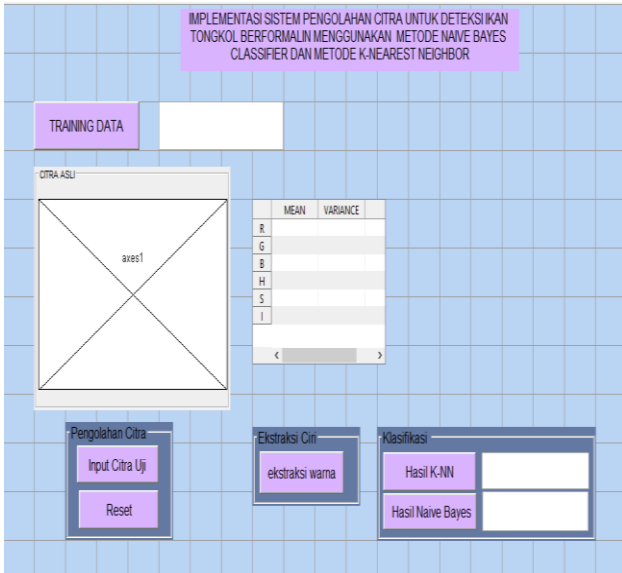 IMPLEMENTASI SISTEM PENGOLAHAN CITRA UNTUK DETEKSI IKAN
TONGKOL BERFORMALIN MENGGUNAKAN METODE NAIVE BAYES
CLASSIFIER DAN METODE K-NEAREST NEIGHBOR
TRAINING DATA
CITRA ASLI
axes1
MEAN VARIANCE
R
G
B
H
S
I
Pengolahan Citra
Input Citra Uji
Reset
Ekstraksi Ciri
ekstraksi warna
Klasifikasi
Hasil K-NN
Hasil Naive Bayes